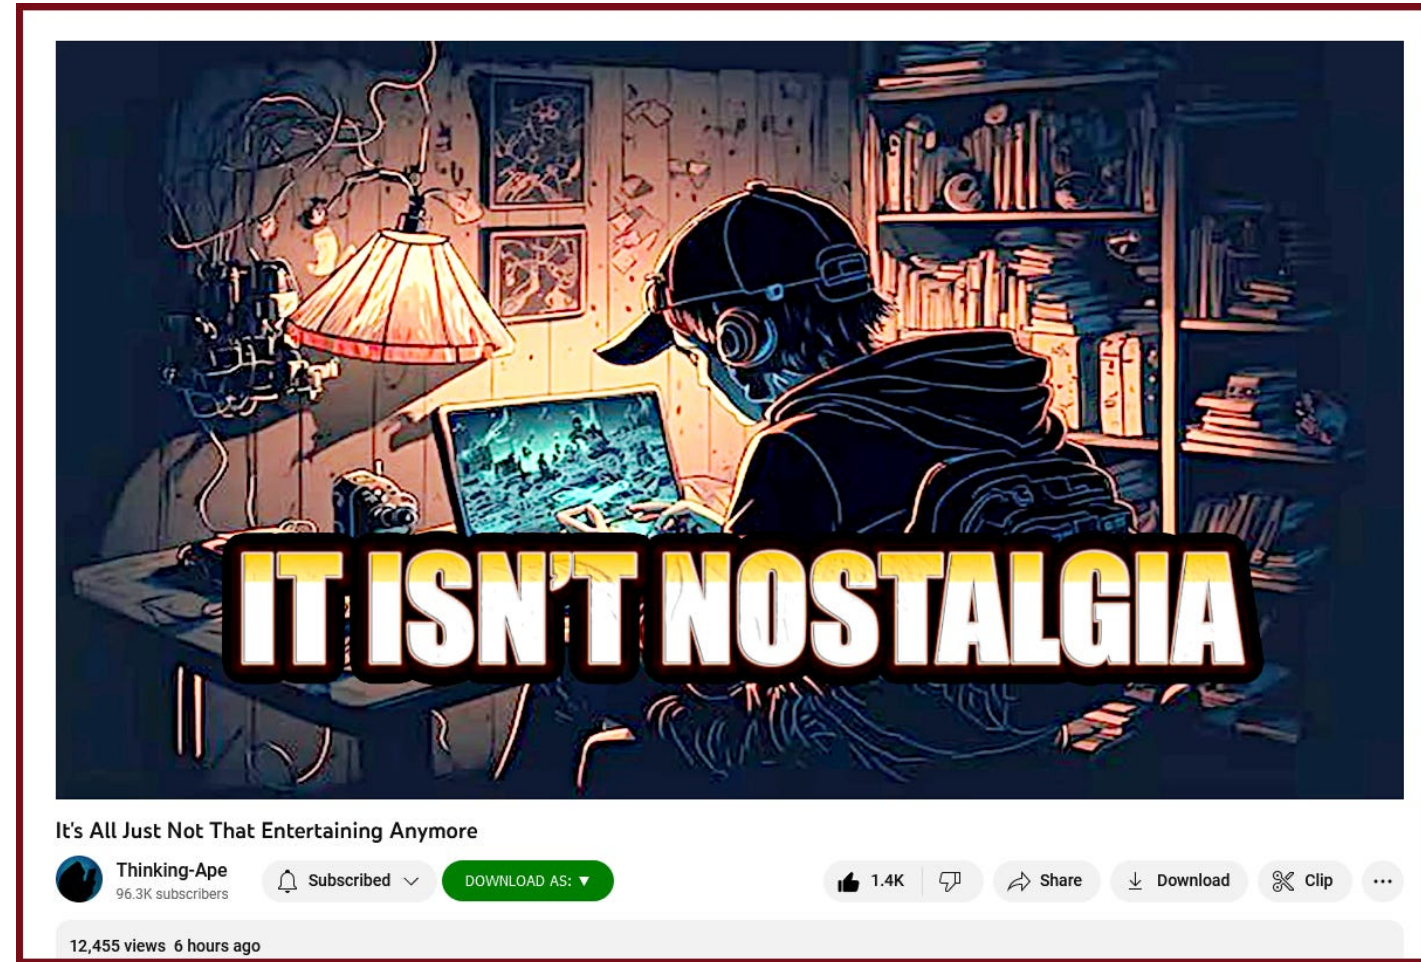 IT ISN'T NOSTALGIA
It's All Just Not That Entertaining Anymore
Thinking-Ape
96.3K subscribers
Subscribed
DOWNLOAD AS: ▼
1.4K
Share
Download
Clip
12,455 views 6 hours ago